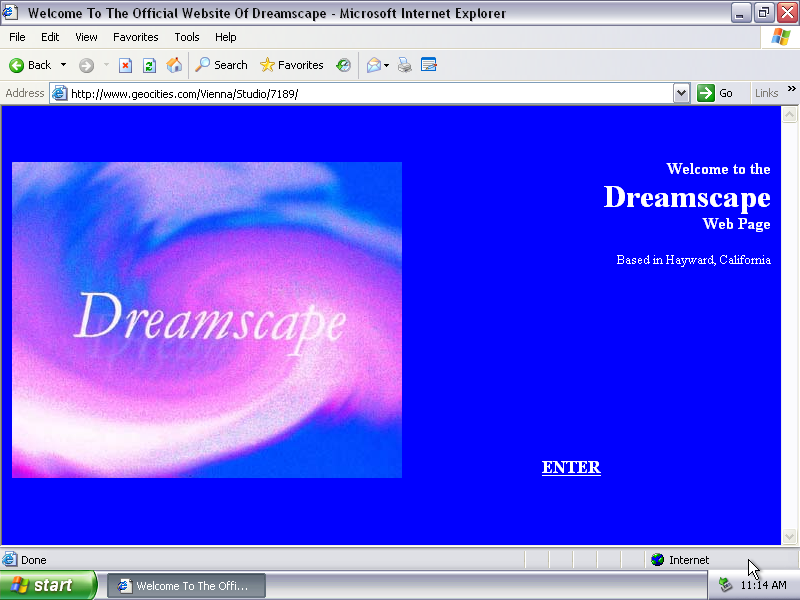 Welcome To The Official Website Of Dreamscape - Microsoft Internet Explorer
File Edit View Favorites Tools Help
Back Search Favorites
Address http://www.geocities.com/Vienna/Studio/7189/ Go Links »
Welcome to the
Dreamscape
Web Page
Based in Hayward, California
Dreamscape
ENTER
Done Internet
start Welcome To The Offi... 11:14 AM